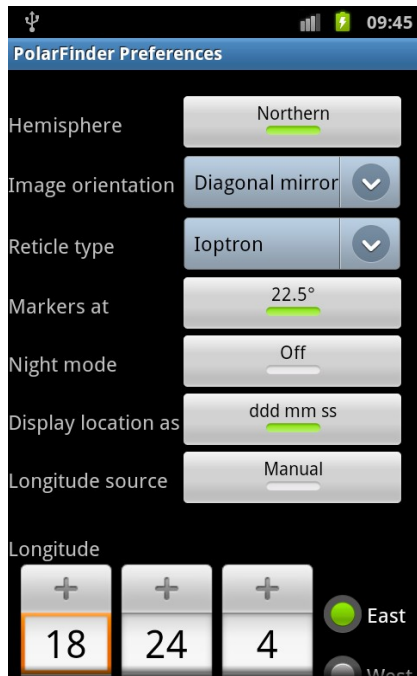 09:45
PolarFinder Preferences
Hemisphere Northern
Image orientation Diagonal mirror
Reticle type Ioptron
Markers at 22.5°
Night mode Off
Display location as ddd mm ss
Longitude source Manual
Longitude
+ + +
18 24 4 East
West